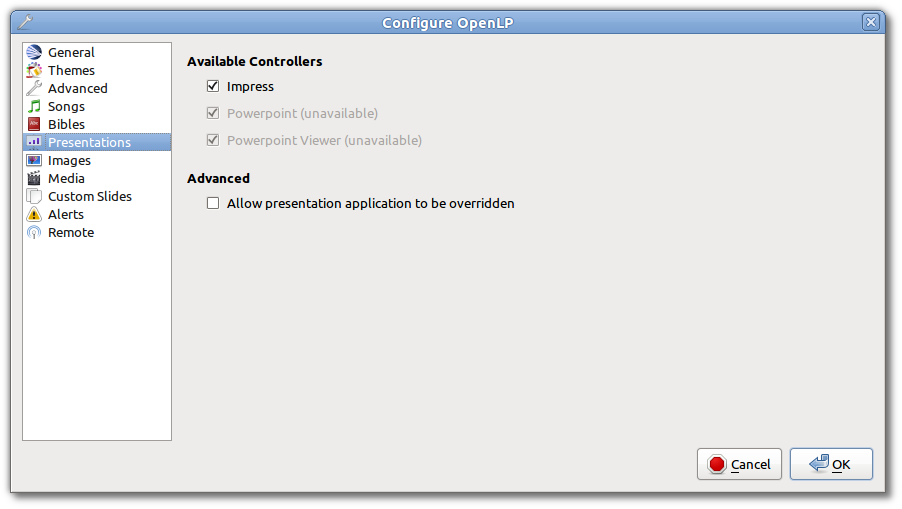 Configure OpenLP
General
Themes
Advanced
Songs
Bibles
Presentations
Images
Media
Custom Slides
Alerts
Remote
Available Controllers
Impress
Powerpoint (unavailable)
Powerpoint Viewer (unavailable)
Advanced
Allow presentation application to be overridden
Cancel
OK